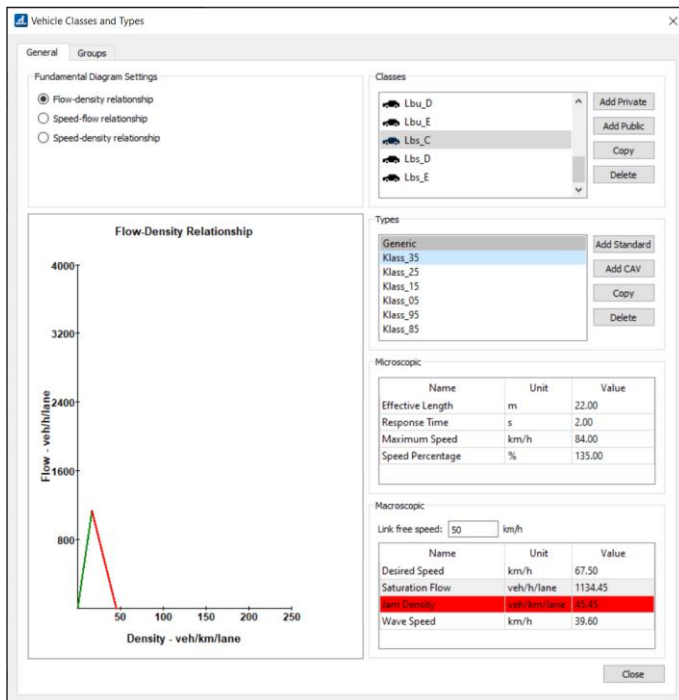 Vehicle Classes and Types
General Groups
Fundamental Diagram Settings
Flow-density relationship
Speed-flow relationship
Speed-density relationship
Classes
Lbu_D
Lbu_E
Lbs_C
Lbs_D
Lbs_E
Add Private
Add Public
Copy
Delete
Flow-Density Relationship
4000
3200
2400
1600
800
Flow - veh/h/lane
50 100 150 200 250
Density - veh/km/lane
Types
Generic
Klass_35
Klass_25
Klass_15
Klass_05
Klass_95
Klass_85
Add Standard
Add CAV
Copy
Delete
Microscopic
Name Unit Value
Effective Length m 22.00
Response Time s 2.00
Maximum Speed km/h 84.00
Speed Percentage % 135.00
Macroscopic
Link free speed: 50 km/h
Name Unit Value
Desired Speed km/h 67.50
Saturation Flow veh/h/lane 1134.45
Jam Density veh/km/lane 45.45
Wave Speed km/h 39.60
Close